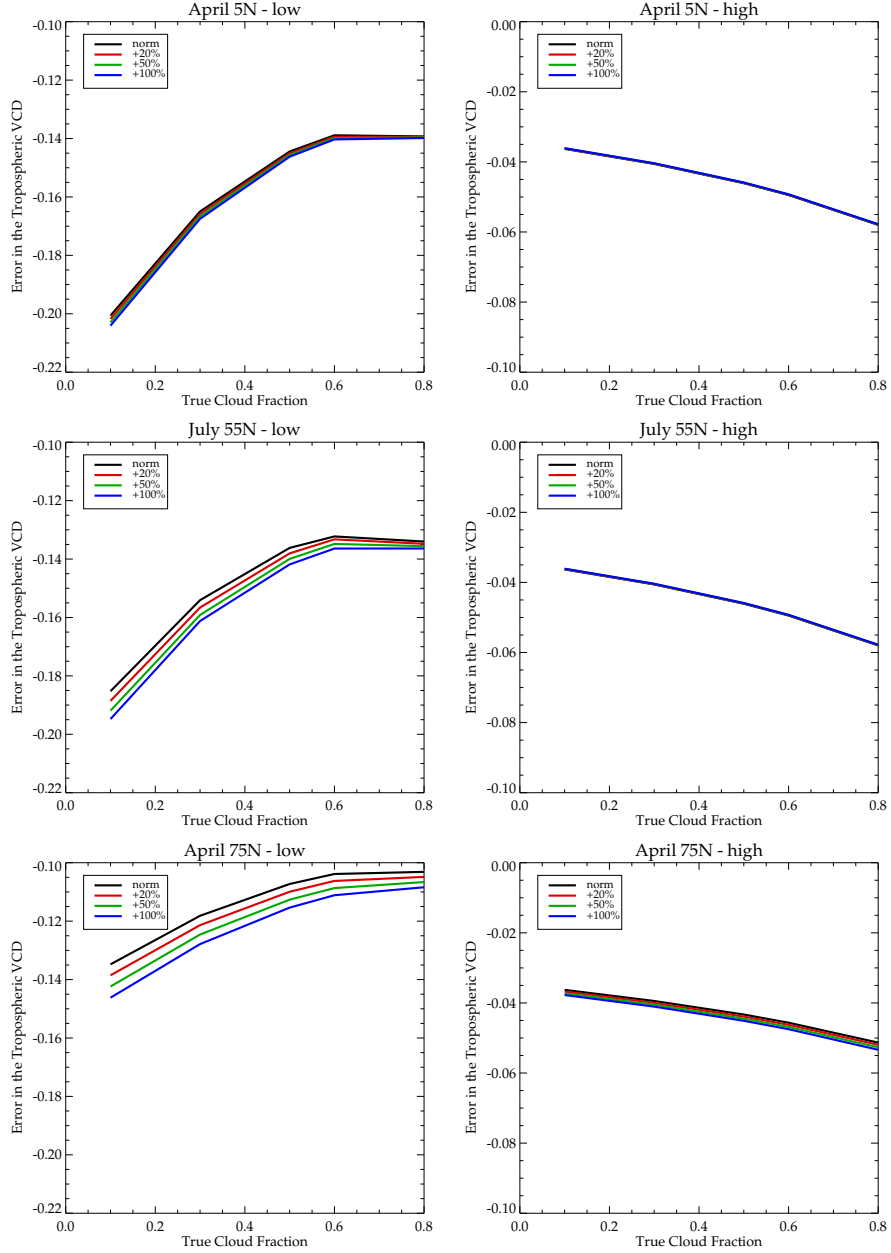 April 5N - low
norm
+20%
+50%
+100%
Error in the Tropospheric VCD
-0.10
-0.12
-0.14
-0.16
-0.18
-0.20
-0.22
0.0 0.2 0.4 0.6 0.8
True Cloud Fraction
April 5N - high
norm
+20%
+50%
+100%
Error in the Tropospheric VCD
0.00
-0.02
-0.04
-0.06
-0.08
-0.10
0.0 0.2 0.4 0.6 0.8
True Cloud Fraction
July 55N - low
norm
+20%
+50%
+100%
Error in the Tropospheric VCD
-0.10
-0.12
-0.14
-0.16
-0.18
-0.20
-0.22
0.0 0.2 0.4 0.6 0.8
True Cloud Fraction
July 55N - high
norm
+20%
+50%
+100%
Error in the Tropospheric VCD
0.00
-0.02
-0.04
-0.06
-0.08
-0.10
0.0 0.2 0.4 0.6 0.8
True Cloud Fraction
April 75N - low
norm
+20%
+50%
+100%
Error in the Tropospheric VCD
-0.10
-0.12
-0.14
-0.16
-0.18
-0.20
-0.22
0.0 0.2 0.4 0.6 0.8
True Cloud Fraction
April 75N - high
norm
+20%
+50%
+100%
Error in the Tropospheric VCD
0.00
-0.02
-0.04
-0.06
-0.08
-0.10
0.0 0.2 0.4 0.6 0.8
True Cloud Fraction